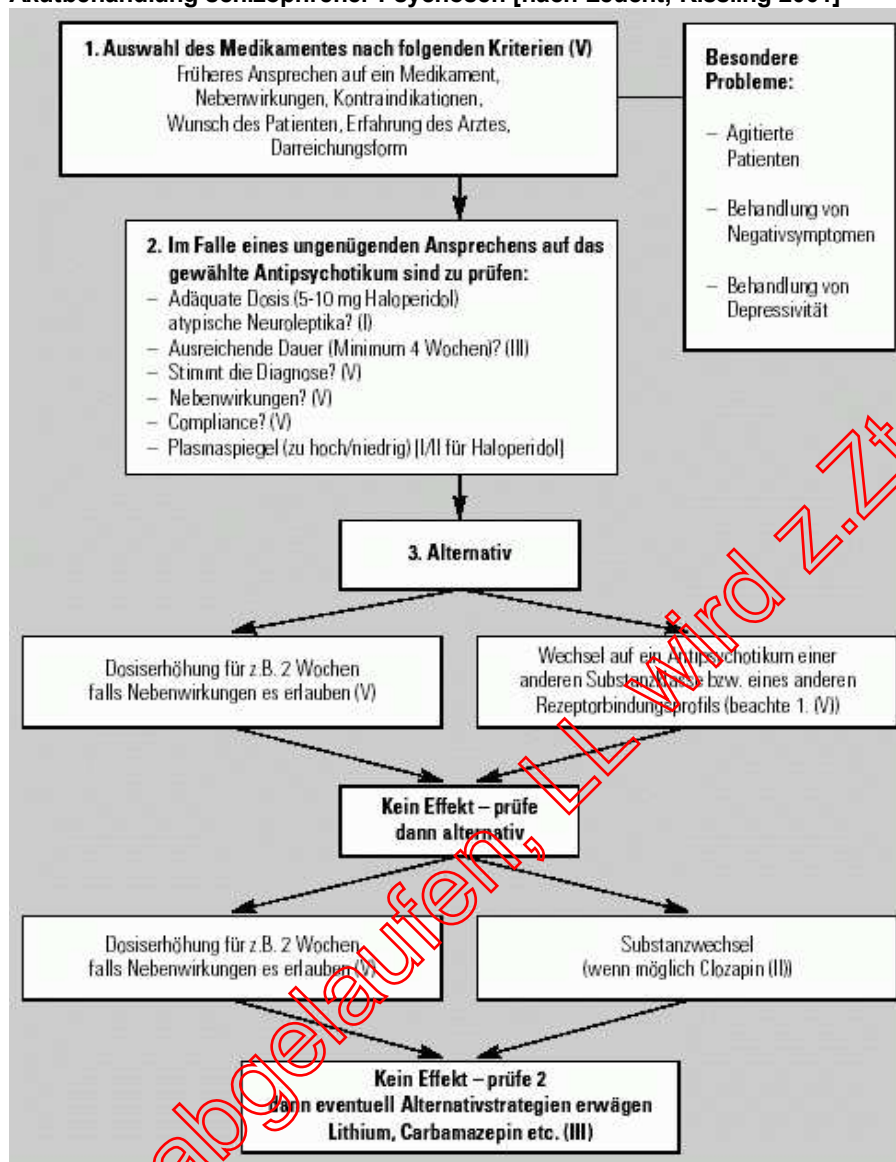 Akutbehandlung schizophrener Psychosen [nach Leucht, Kissling 2001]
1. Auswahl des Medikamentes nach folgenden Kriterien (V)
Früheres Ansprechen auf ein Medikament,
Nebenwirkungen, Kontraindikationen,
Wunsch des Patienten, Erfahrung des Arztes,
Darreichungsform
Besondere
Probleme:
– Agitierte
Patienten
– Behandlung von
Negativsymptomen
– Behandlung von
Depressivität
2. Im Falle eines ungenügenden Ansprechens auf das
gewählte Antipsychotikum sind zu prüfen:
– Adäquate Dosis (5-10 mg Haloperidol)
atypische Neuroleptika? (I)
– Ausreichende Dauer (Minimum 4 Wochen)? (III)
– Stimmt die Diagnose? (V)
– Nebenwirkungen? (V)
– Compliance? (V)
– Plasmaspiegel (zu hoch/niedrig) [I/II für Haloperidol]
3. Alternativ
Dosiserhöhung für z.B. 2 Wochen
falls Nebenwirkungen es erlauben (V)
Wechsel auf ein Antipsychotikum einer
anderen Substanzklasse bzw. eines anderen
Rezeptorbindungsprofils (beachte 1. (V))
Kein Effekt – prüfe
dann alternativ
Dosiserhöhung für z.B. 2 Wochen
falls Nebenwirkungen es erlauben (V)
Substanzwechsel
(wenn möglich Clozapin (II))
Kein Effekt – prüfe 2
dann eventuell Alternativstrategien erwägen
Lithium, Carbamazepin etc. (III)
abgelaufen, LL wird z.Zt